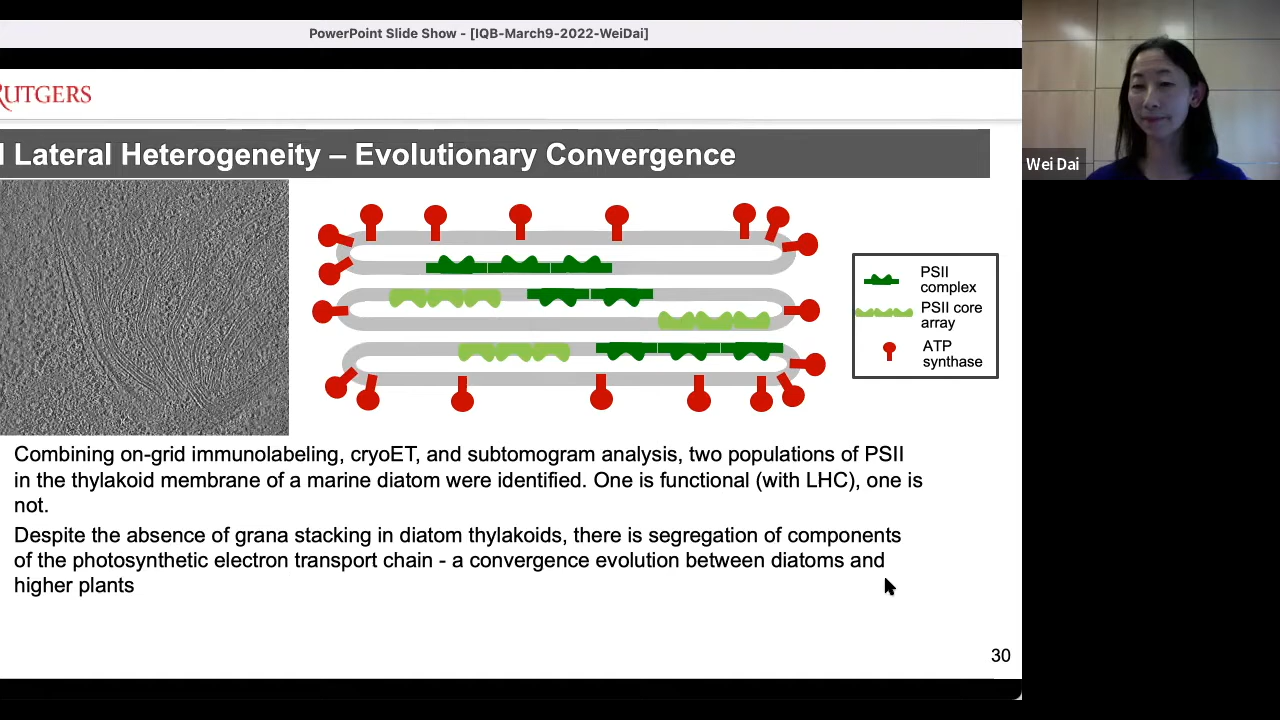 PowerPoint Slide Show - [IQB-March9-2022-WeiDai]
RUTGERS
Lateral Heterogeneity – Evolutionary Convergence
Wei Dai
PSII
complex
PSII core
array
ATP
synthase
Combining on-grid immunolabeling, cryoET, and subtomogram analysis, two populations of PSII
in the thylakoid membrane of a marine diatom were identified. One is functional (with LHC), one is
not.
Despite the absence of grana stacking in diatom thylakoids, there is segregation of components
of the photosynthetic electron transport chain - a convergence evolution between diatoms and
higher plants
30